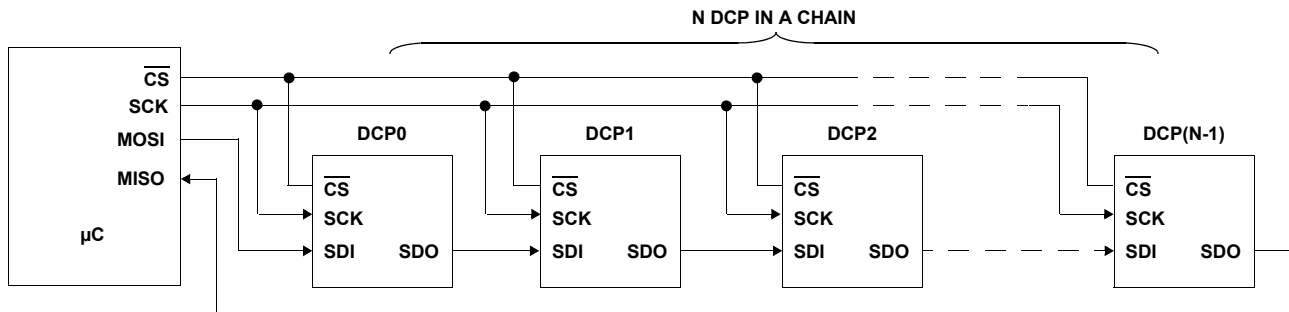 N DCP IN A CHAIN
CS
SCK
MOSI
MISO
µC
DCP0
CS
SCK
SDI SDO
DCP1
CS
SCK
SDI SDO
DCP2
CS
SCK
SDI SDO
DCP(N-1)
CS
SCK
SDI SDO